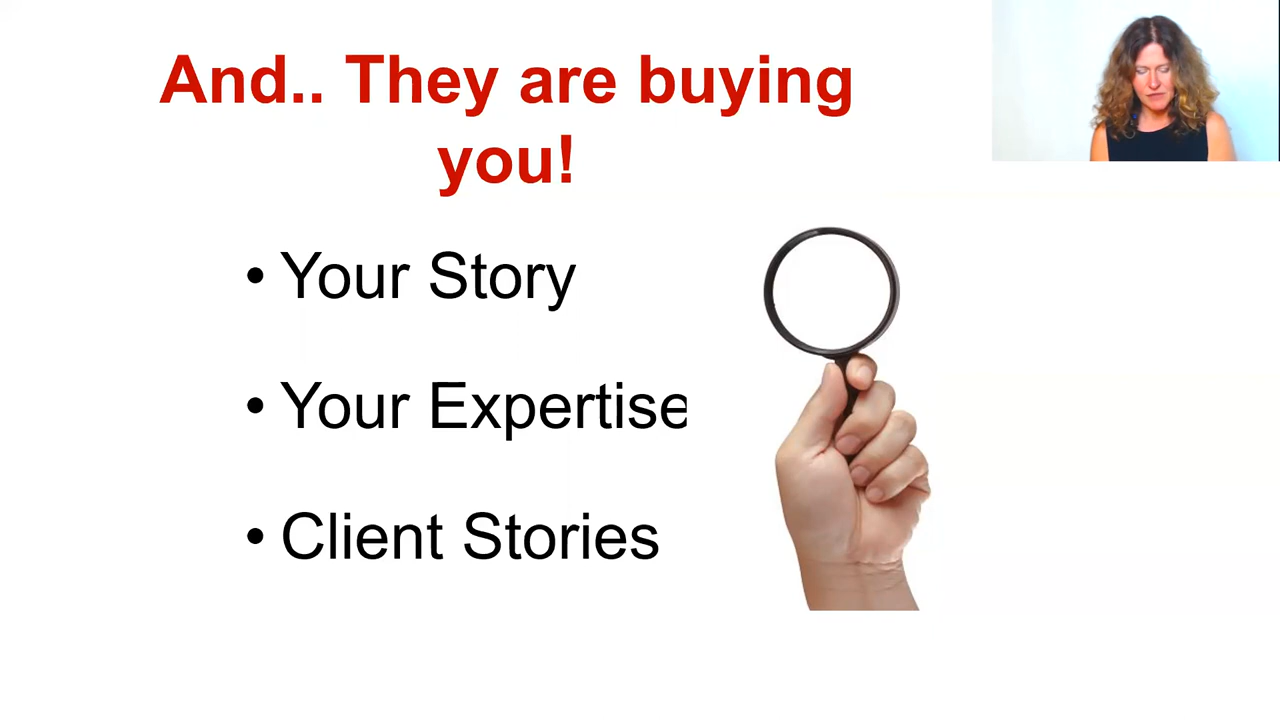 And.. They are buying
you!
• Your Story
• Your Expertise
• Client Stories